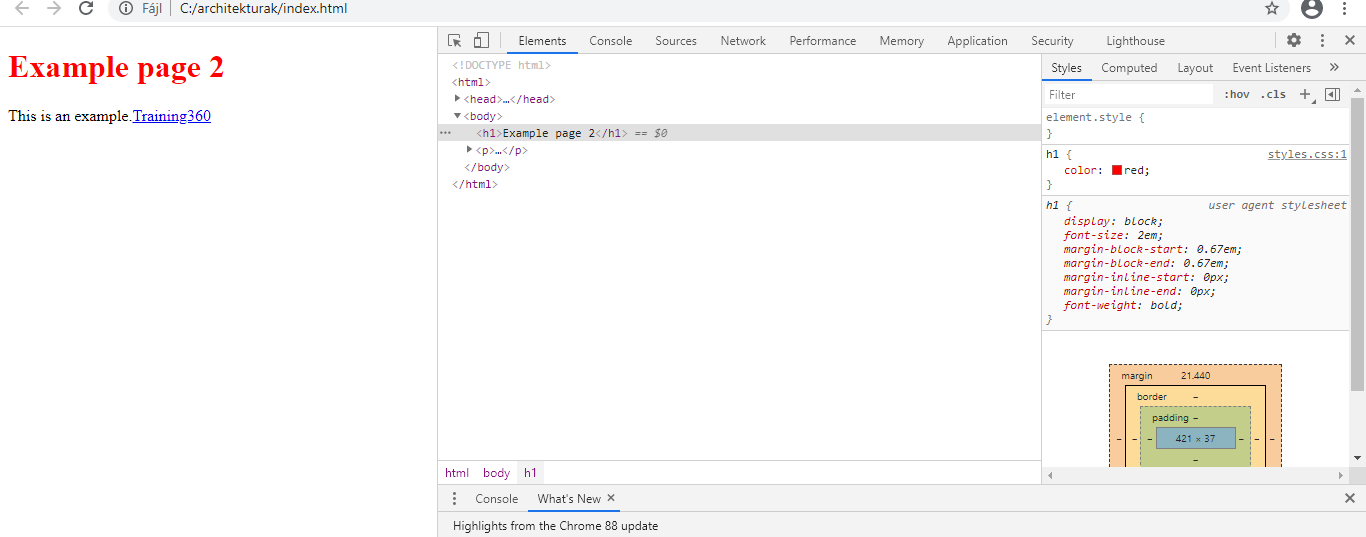 Fájl | C:/architekturak/index.html
Example page 2
This is an example.Training360
Elements Console Sources Network Performance Memory Application Security Lighthouse
<!DOCTYPE html>
<html>
<head>…</head>
<body>
<h1>Example page 2</h1> == $0
<p>…</p>
</body>
</html>
html body h1
Styles Computed Layout Event Listeners »
Filter :hov .cls +
element.style {
}
h1 { styles.css:1
color: red;
}
h1 { user agent stylesheet
display: block;
font-size: 2em;
margin-block-start: 0.67em;
margin-block-end: 0.67em;
margin-inline-start: 0px;
margin-inline-end: 0px;
font-weight: bold;
}
margin 21.440
border –
padding –
– – – 421 × 37 – – –
–
Console What's New ×
Highlights from the Chrome 88 update